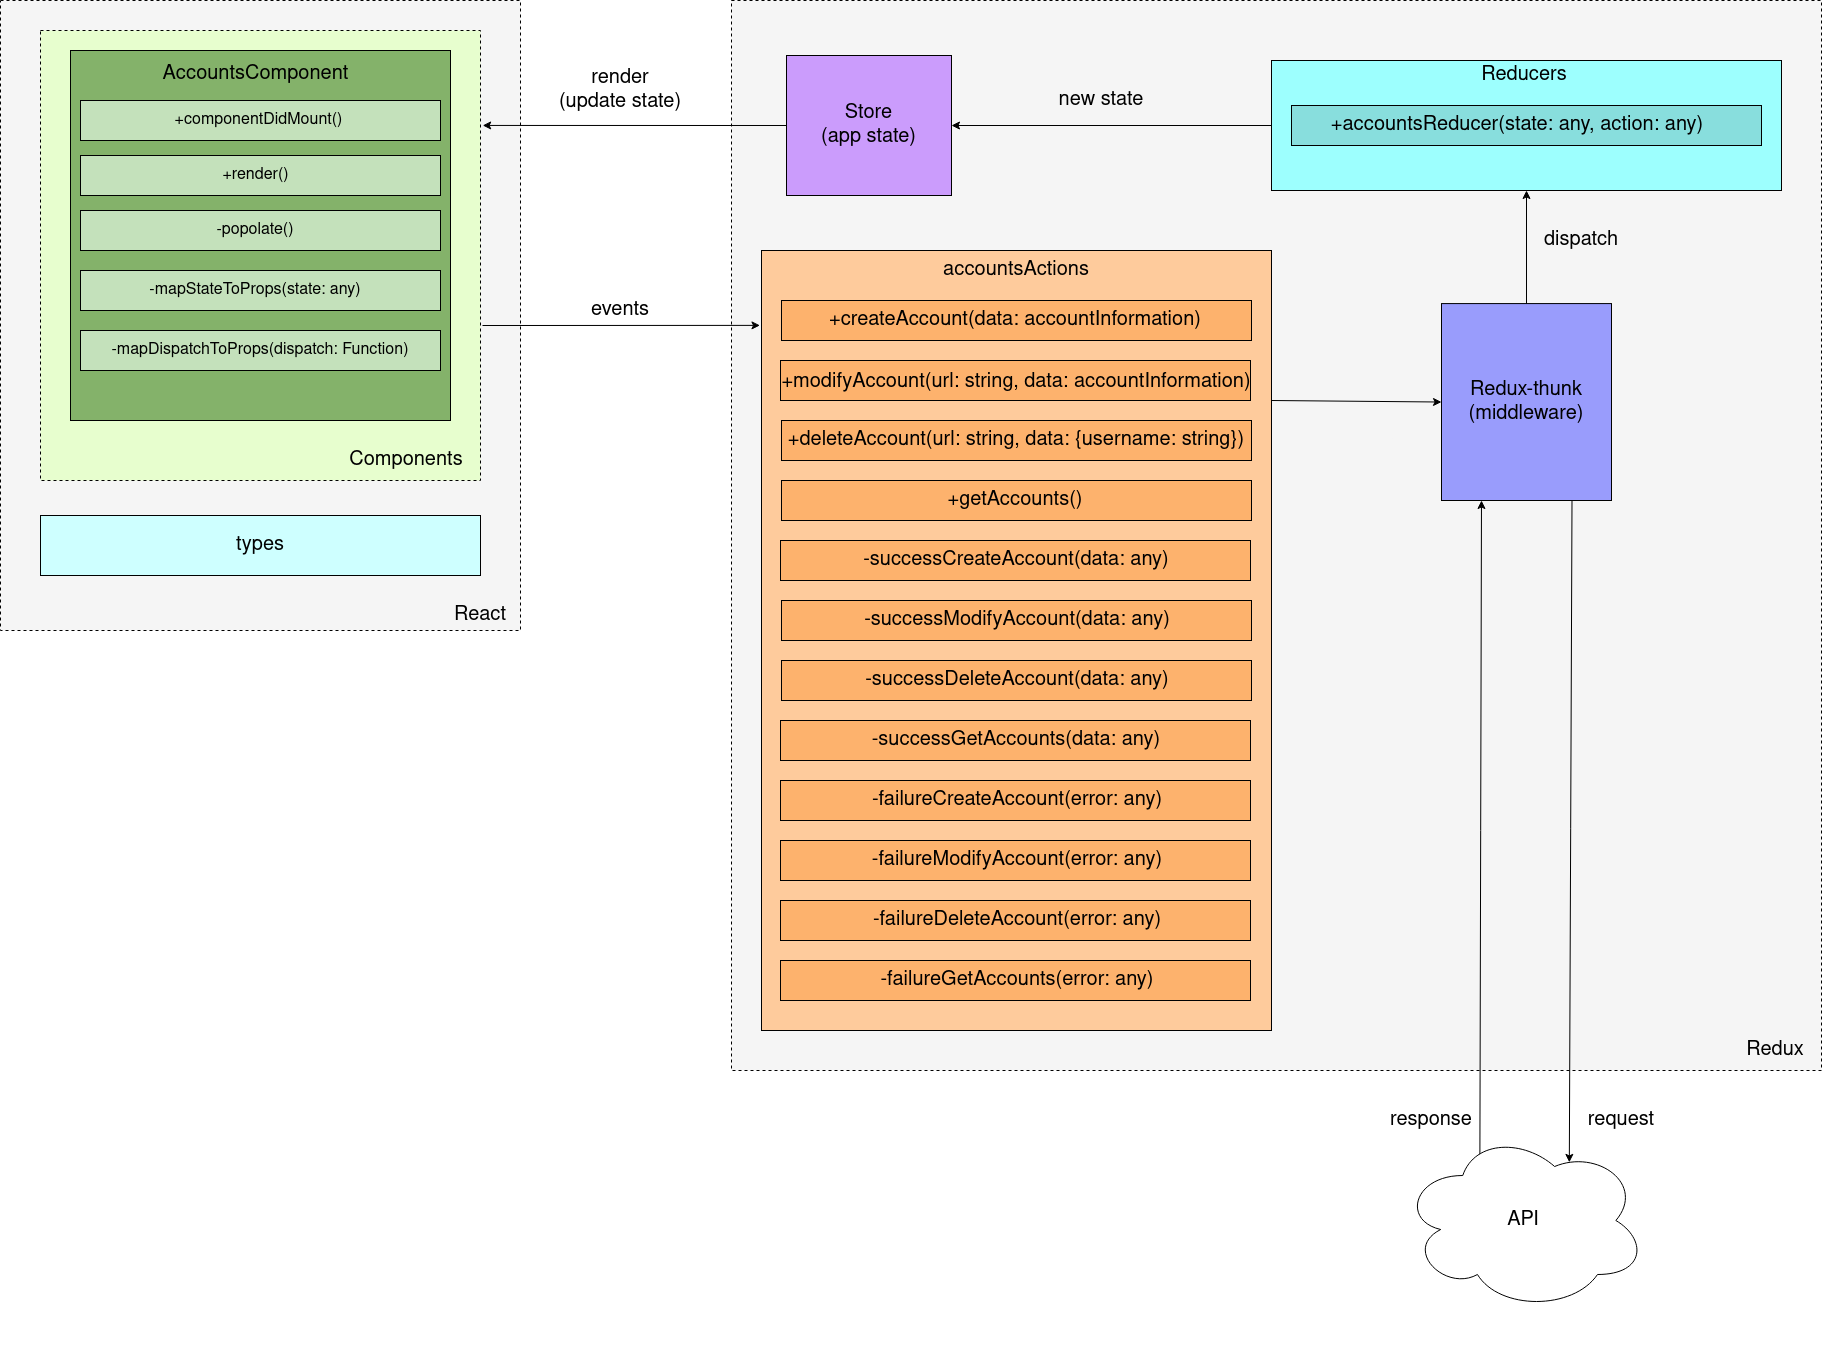 AccountsComponent
+componentDidMount()
+render()
-popolate()
-mapStateToProps(state: any)
-mapDispatchToProps(dispatch: Function)
Components
types
React
render
(update state)
events
Store
(app state)
new state
Reducers
+accountsReducer(state: any, action: any)
dispatch
accountsActions
+createAccount(data: accountInformation)
+modifyAccount(url: string, data: accountInformation)
+deleteAccount(url: string, data: {username: string})
+getAccounts()
-successCreateAccount(data: any)
-successModifyAccount(data: any)
-successDeleteAccount(data: any)
-successGetAccounts(data: any)
-failureCreateAccount(error: any)
-failureModifyAccount(error: any)
-failureDeleteAccount(error: any)
-failureGetAccounts(error: any)
Redux-thunk
(middleware)
Redux
response
request
API